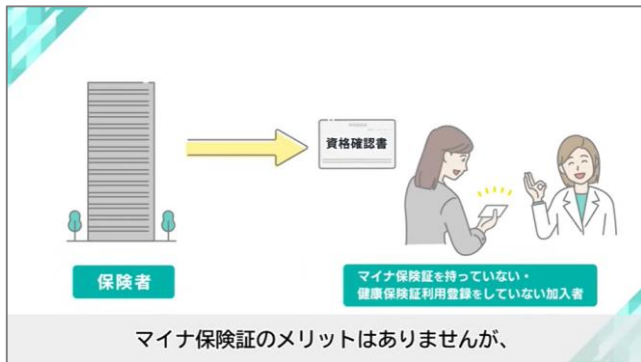 資格確認書
保険者
マイナ保険証を持っていない・
健康保険証利用登録をしていない加入者
マイナ保険証のメリットはありませんが、